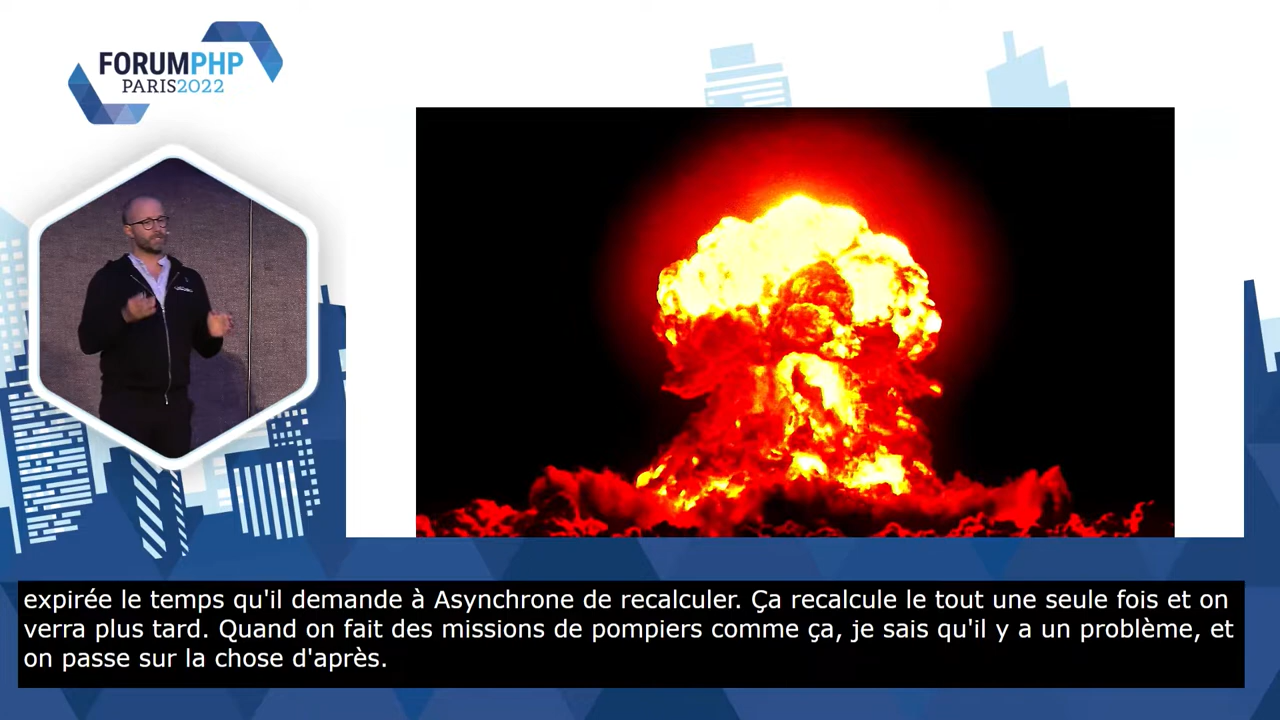 FORUMPHP
PARIS2022
expirée le temps qu'il demande à Asynchrone de recalculer. Ça recalcule le tout une seule fois et on
verra plus tard. Quand on fait des missions de pompiers comme ça, je sais qu'il y a un problème, et
on passe sur la chose d'après.